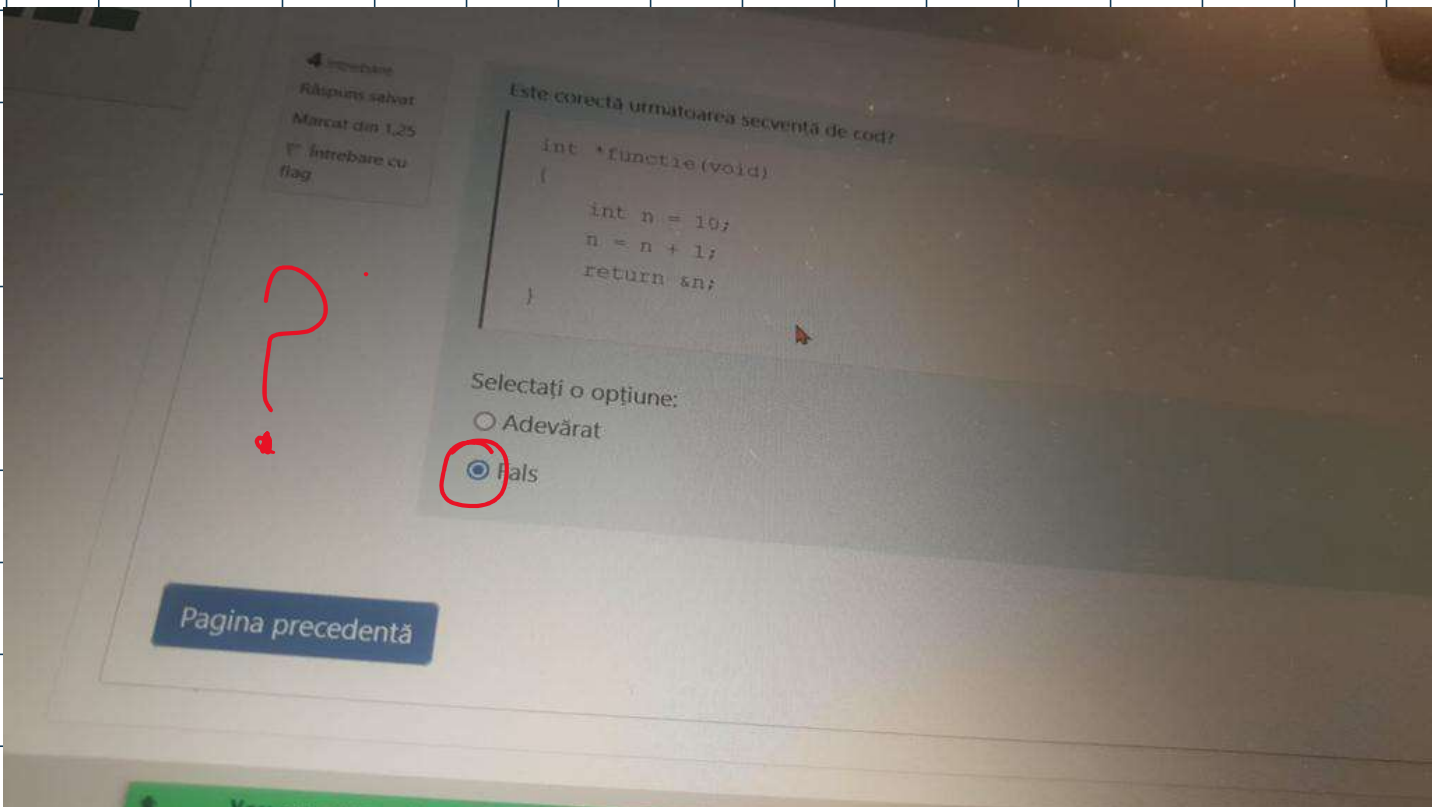 4 Întrebare
Răspuns salvat
Marcat din 1,25
Întrebare cu
flag
Este corectă urmatoarea secvență de cod?
int *functie(void)
{
int n = 10;
n = n + 1;
return &n;
}
?
Selectați o opțiune:
Adevărat
Fals
Pagina precedentă